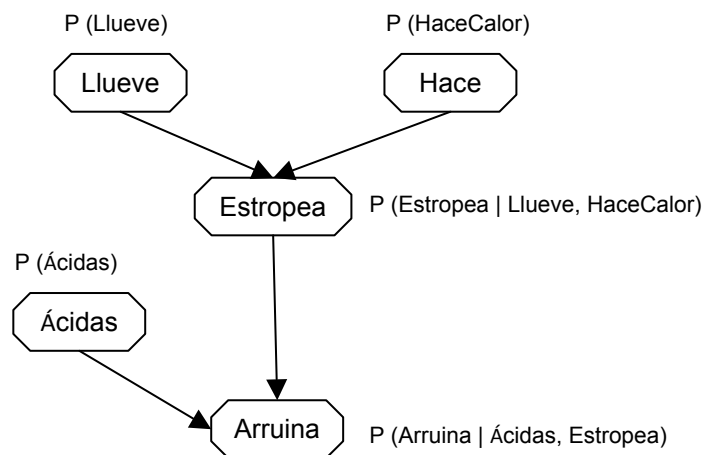 P (Llueve)
P (HaceCalor)
Llueve
Hace
Estropea
P (Estropea | Llueve, HaceCalor)
P (Ácidas)
Ácidas
Arruina
P (Arruina | Ácidas, Estropea)